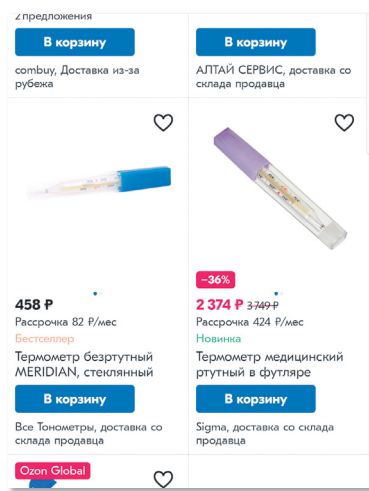 2 предложения
В корзину
В корзину
combuy, Доставка из-за
рубежа
АЛТАЙ СЕРВИС, доставка со
склада продавца
458 ₽
Рассрочка 82 ₽/мес
Бестселлер
Термометр безртутный
MERIDIAN, стеклянный
В корзину
Все Тонометры, доставка со
склада продавца
−36%
2 374 ₽ 3 749 ₽
Рассрочка 424 ₽/мес
Новинка
Термометр медицинский
ртутный в футляре
В корзину
Sigma, доставка со склада
продавца
Ozon Global